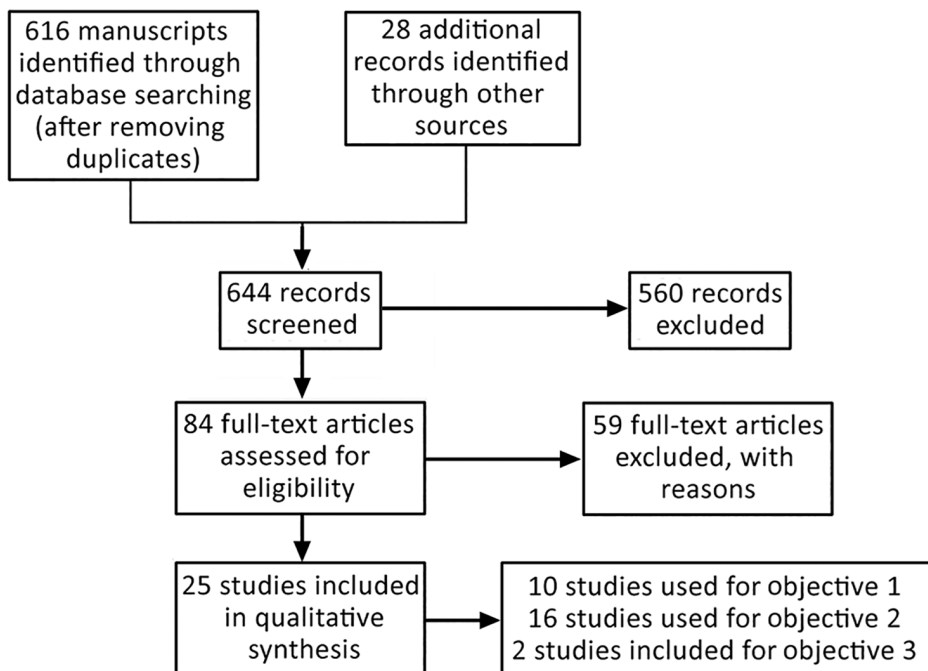 616 manuscripts
identified through
database searching
(after removing
duplicates)
28 additional
records identified
through other
sources
644 records
screened
560 records
excluded
84 full-text articles
assessed for
eligibility
59 full-text articles
excluded, with
reasons
25 studies included
in qualitative
synthesis
10 studies used for objective 1
16 studies used for objective 2
2 studies included for objective 3